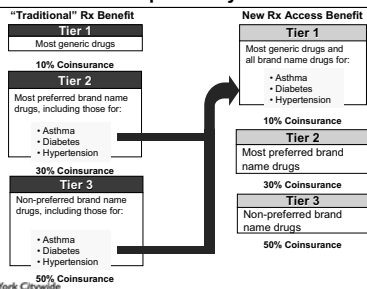 “Traditional” Rx Benefit
Tier 1
Most generic drugs
10% Coinsurance
Tier 2
Most preferred brand name
drugs, including those for:
• Asthma
• Diabetes
• Hypertension
30% Coinsurance
Tier 3
Non-preferred brand name
drugs, including those for:
• Asthma
• Diabetes
• Hypertension
50% Coinsurance
New Rx Access Benefit
Tier 1
Most generic drugs and
all brand name drugs for:
• Asthma
• Diabetes
• Hypertension
10% Coinsurance
Tier 2
Most preferred brand
name drugs
30% Coinsurance
Tier 3
Non-preferred brand
name drugs
50% Coinsurance
York Citywide